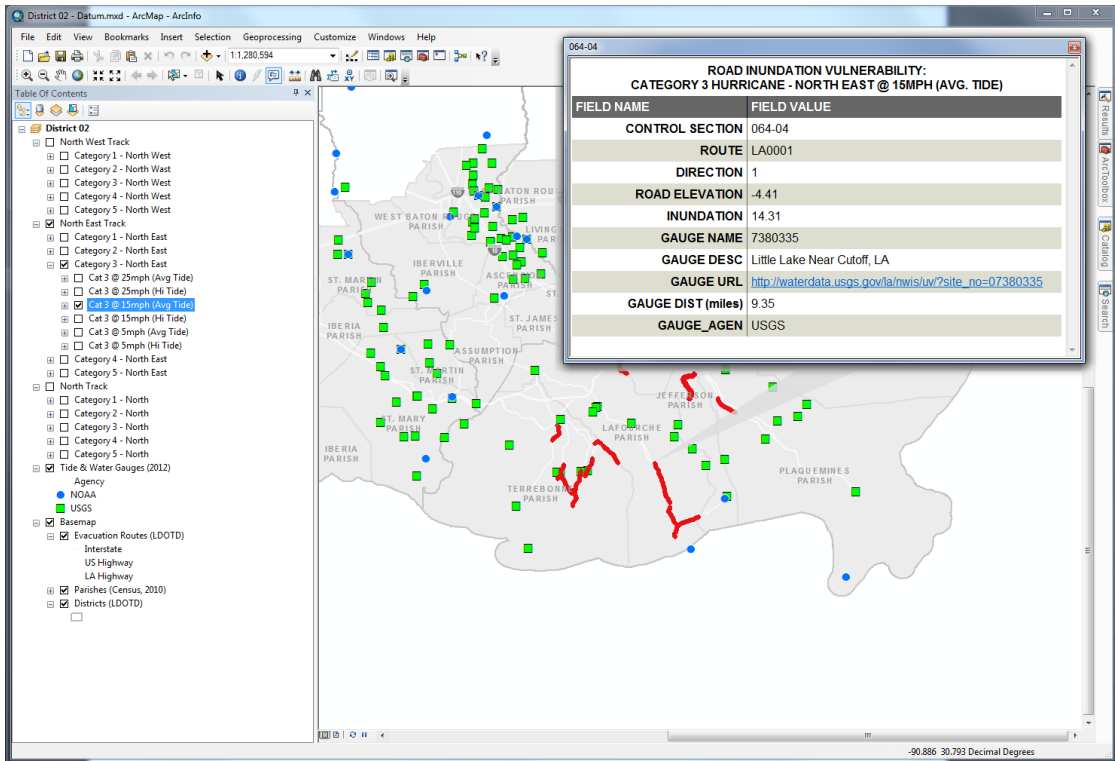 District 02 - Datum.mxd - ArcMap - ArcInfo
File Edit View Bookmarks Insert Selection Geoprocessing Customize Windows Help
1:1,280,594
Table Of Contents
District 02
North West Track
Category 1 - North West
Category 2 - North Wast
Category 3 - North West
Category 4 - North West
Category 5 - North West
North East Track
Category 1 - North East
Category 2 - North East
Category 3 - North East
Cat 3 @ 25mph (Avg Tide)
Cat 3 @ 25mph (Hi Tide)
Cat 3 @ 15mph (Avg Tide)
Cat 3 @ 15mph (Hi Tide)
Cat 3 @ 5mph (Avg Tide)
Cat 3 @ 5mph (Hi Tide)
Category 4 - North East
Category 5 - North East
North Track
Category 1 - North
Category 2 - North
Category 3 - North
Category 4 - North
Category 5 - North
Tide & Water Gauges (2012)
Agency
NOAA
USGS
Basemap
Evacuation Routes (LDOTD)
Interstate
US Highway
LA Highway
Parishes (Census, 2010)
Districts (LDOTD)
064-04
ROAD INUNDATION VULNERABILITY:
CATEGORY 3 HURRICANE - NORTH EAST @ 15MPH (AVG. TIDE)
FIELD NAME FIELD VALUE
CONTROL SECTION 064-04
ROUTE LA0001
DIRECTION 1
ROAD ELEVATION -4.41
INUNDATION 14.31
GAUGE NAME 7380335
GAUGE DESC Little Lake Near Cutoff, LA
GAUGE URL http://waterdata.usgs.gov/la/nwis/uv/?site_no=07380335
GAUGE DIST (miles) 9.35
GAUGE_AGEN USGS
Results
ArcToolbox
Catalog
Search
WEST BATON
PARISH
IBERVILLE
PARISH
ST. JAMES
PARISH
IBERIA
PARISH
ASSUMPTION
PARISH
ST. MARTIN
PARISH
ST. MARY
PARISH
IBERIA
PARISH
JEFFERSON
PARISH
LAFOURCHE
PARISH
TERREBONNE
PARISH
PLAQUEMINES
PARISH
-90.886 30.793 Decimal Degrees